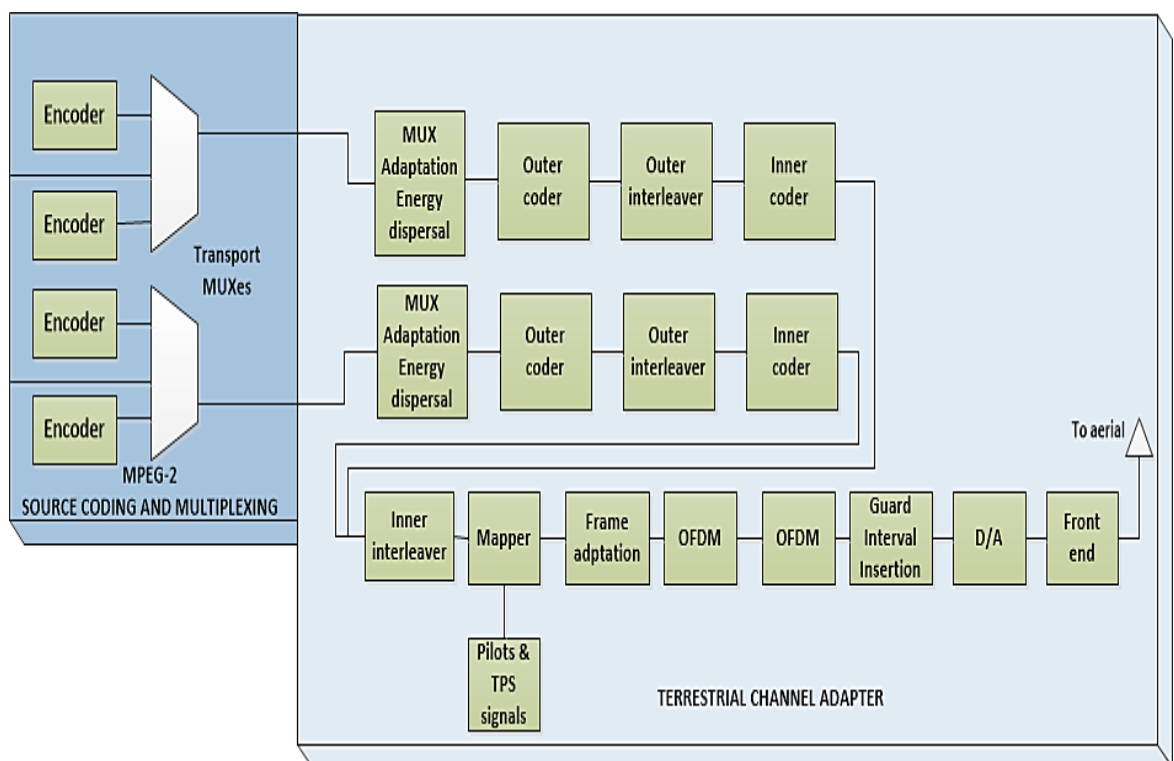 Encoder
Encoder
Transport
MUXes
Encoder
Encoder
MPEG-2
SOURCE CODING AND MULTIPLEXING
MUX
Adaptation
Energy
dispersal
Outer
coder
Outer
interleaver
Inner
coder
MUX
Adaptation
Energy
dispersal
Outer
coder
Outer
interleaver
Inner
coder
To aerial
Inner
interleaver
Mapper
Frame
adptation
OFDM
OFDM
Guard
Interval
Insertion
D/A
Front
end
Pilots &
TPS
signals
TERRESTRIAL CHANNEL ADAPTER